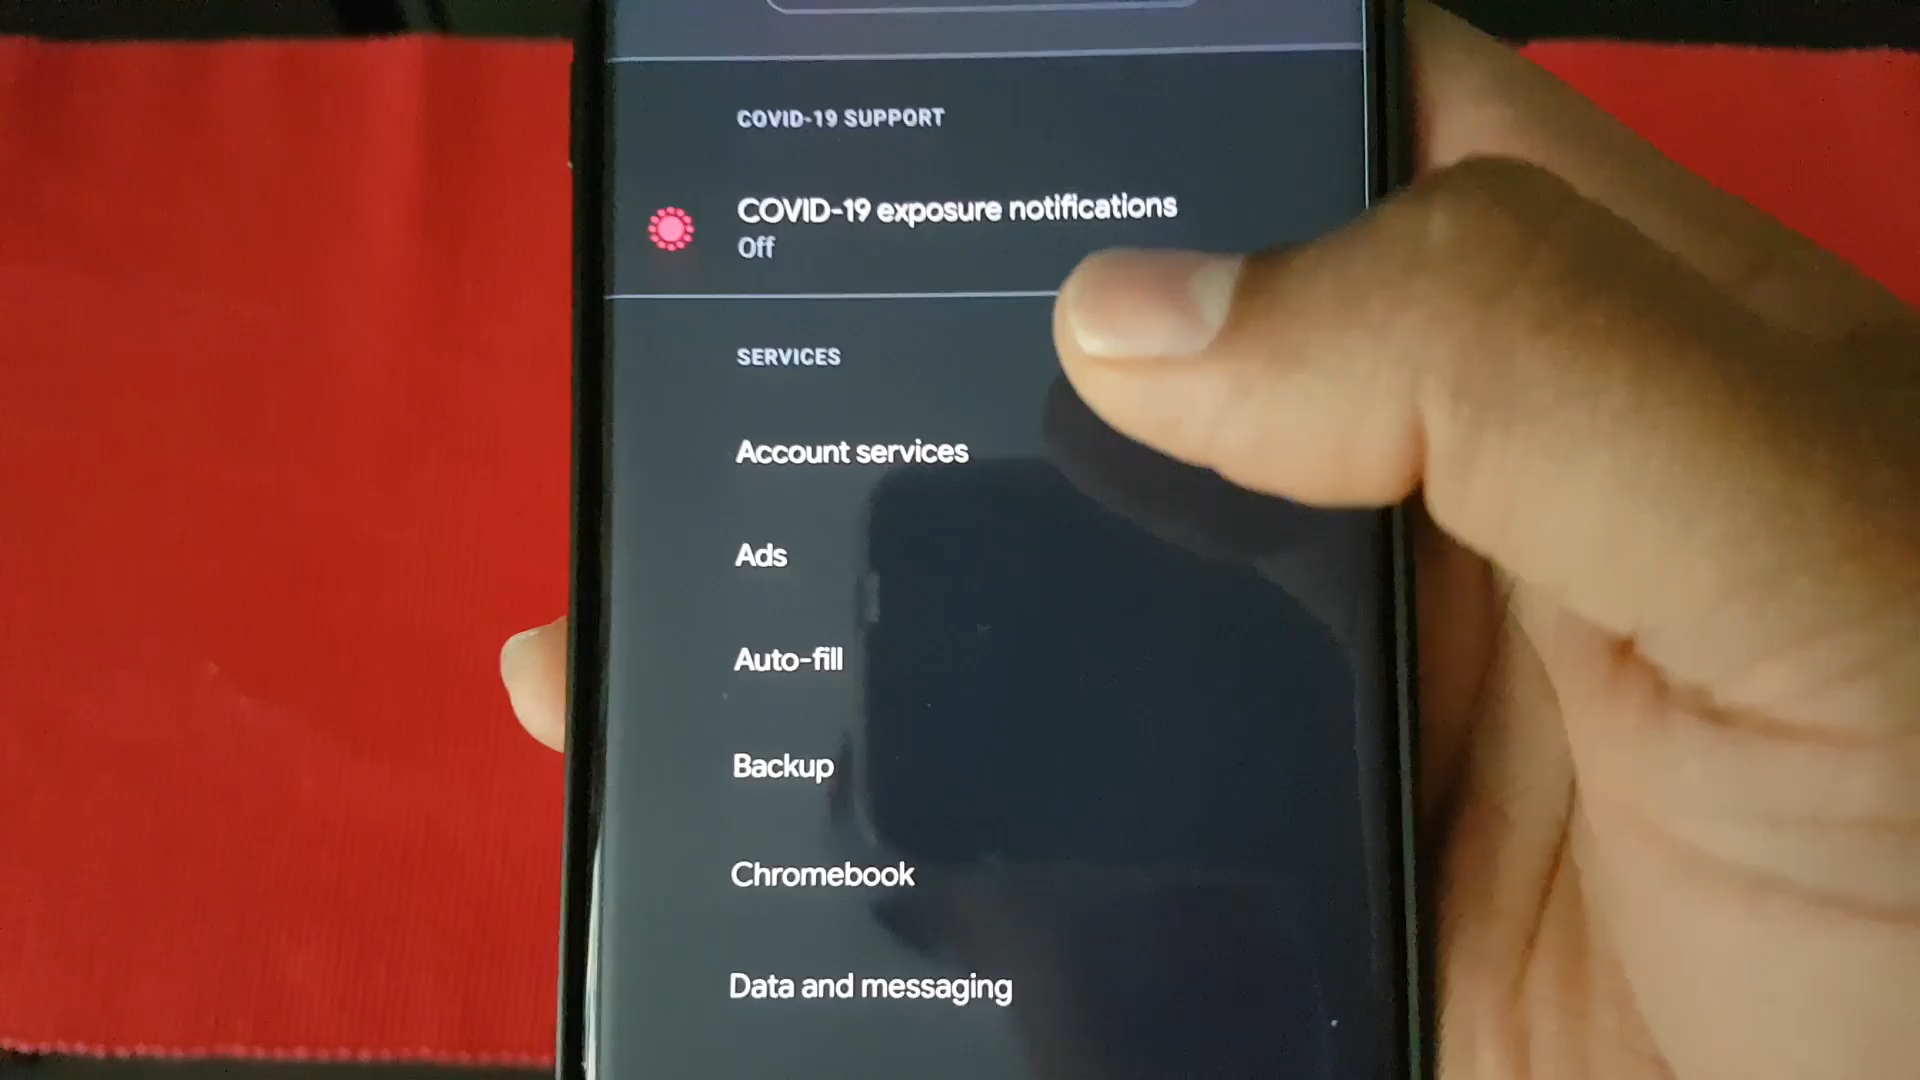 COVID-19 SUPPORT
COVID-19 exposure notifications
Off
SERVICES
Account services
Ads
Auto-fill
Backup
Chromebook
Data and messaging